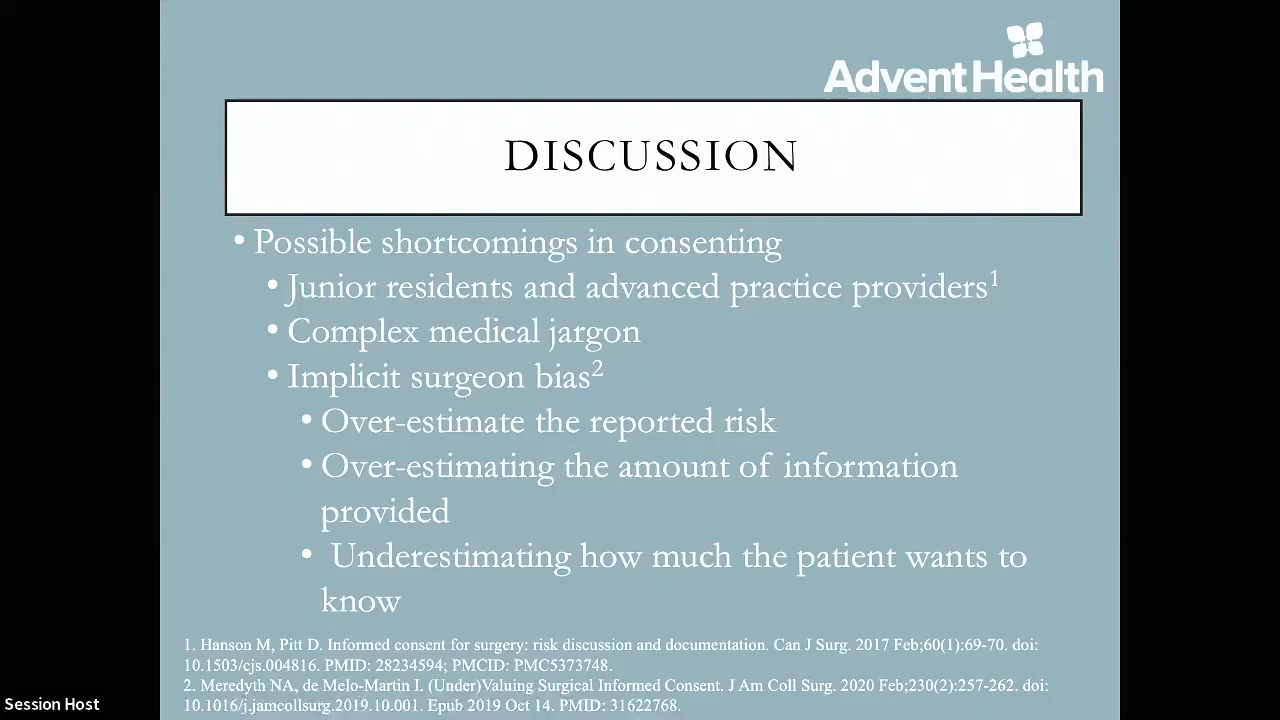 AdventHealth
DISCUSSION
• Possible shortcomings in consenting
• Junior residents and advanced practice providers¹
• Complex medical jargon
• Implicit surgeon bias²
• Over-estimate the reported risk
• Over-estimating the amount of information
provided
• Underestimating how much the patient wants to
know
1. Hanson M, Pitt D. Informed consent for surgery: risk discussion and documentation. Can J Surg. 2017 Feb;60(1):69-70. doi:
10.1503/cjs.004816. PMID: 28234594; PMCID: PMC5373748.
2. Meredyth NA, de Melo-Martin I. (Under)Valuing Surgical Informed Consent. J Am Coll Surg. 2020 Feb;230(2):257-262. doi:
10.1016/j.jamcollsurg.2019.10.001. Epub 2019 Oct 14. PMID: 31622768.
Session Host